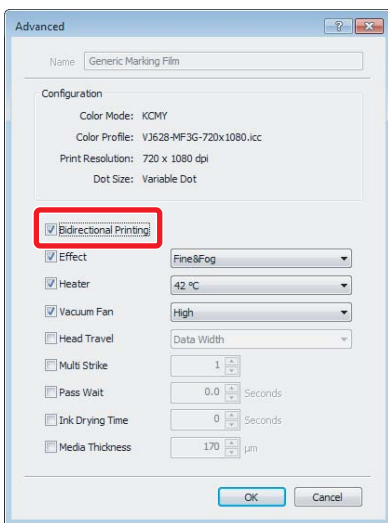 Advanced
Name Generic Marking Film
Configuration
Color Mode: KCMY
Color Profile: VJ628-MF3G-720x1080.icc
Print Resolution: 720 x 1080 dpi
Dot Size: Variable Dot
Bidirectional Printing
Effect Fine&Fog
Heater 42 ºC
Vacuum Fan High
Head Travel Data Width
Multi Strike 1
Pass Wait 0.0 Seconds
Ink Drying Time 0 Seconds
Media Thickness 170 µm
OK Cancel